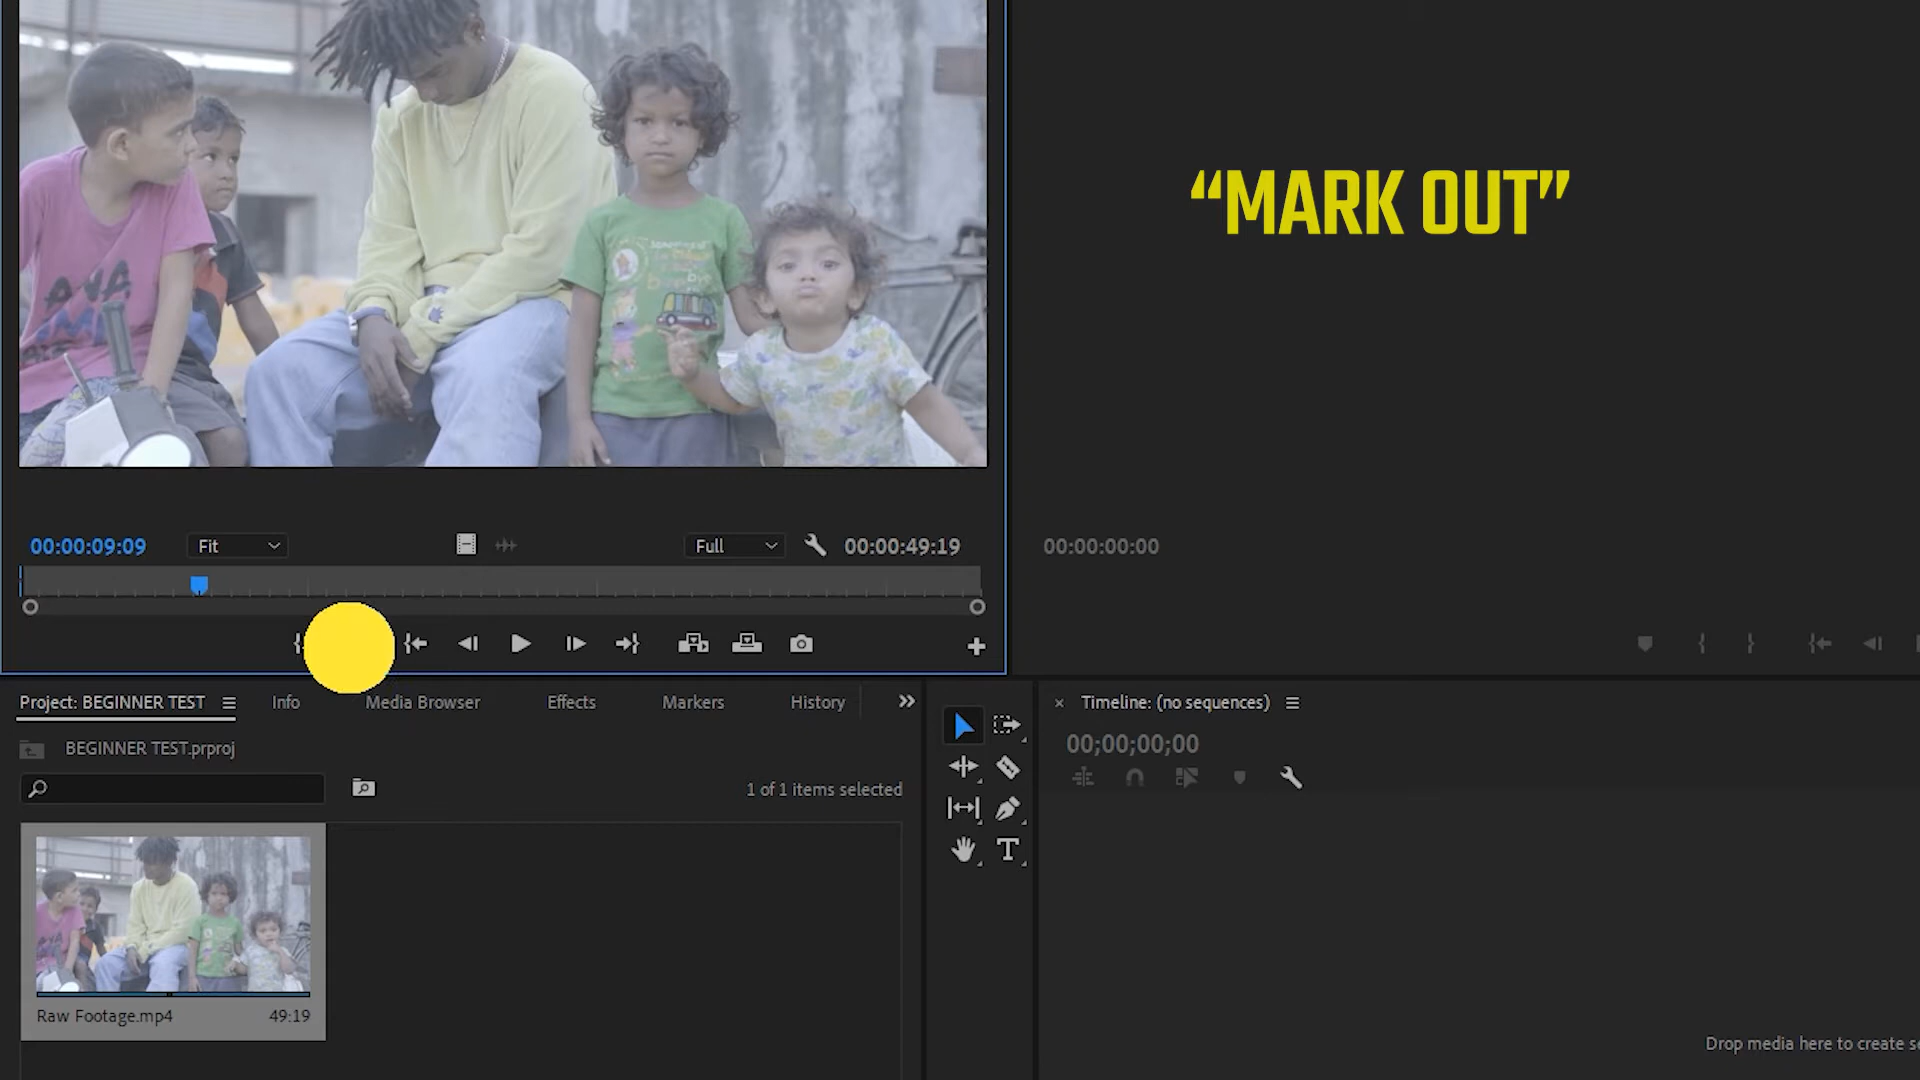 “MARK OUT”
00:00:09:09
Fit
Full
00:00:49:19
00:00:00:00
Project: BEGINNER TEST
Info
Media Browser
Effects
Markers
History
Timeline: (no sequences)
BEGINNER TEST.prproj
00;00;00;00
1 of 1 items selected
Raw Footage.mp4
49:19
Drop media here to create se